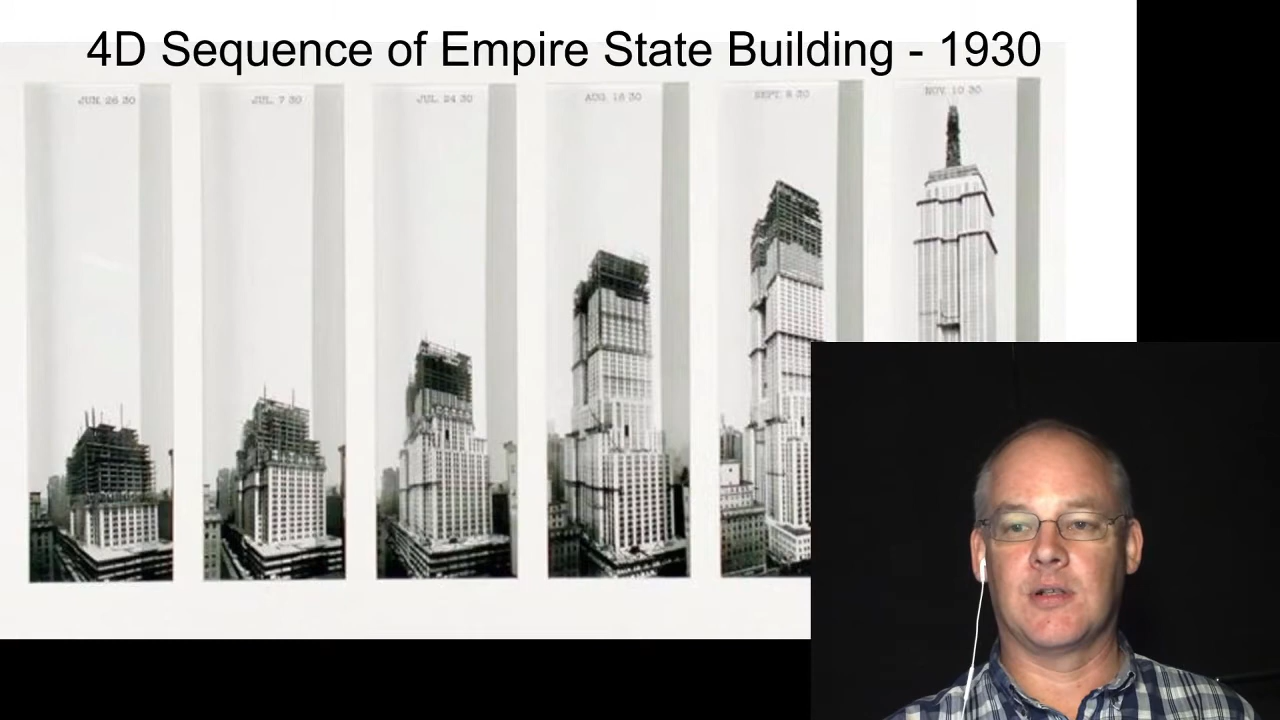 4D Sequence of Empire State Building - 1930
JUN. 26 30
JUL. 7 30
JUL. 24 30
AUG. 18 30
SEPT. 8 30
NOV. 10 30